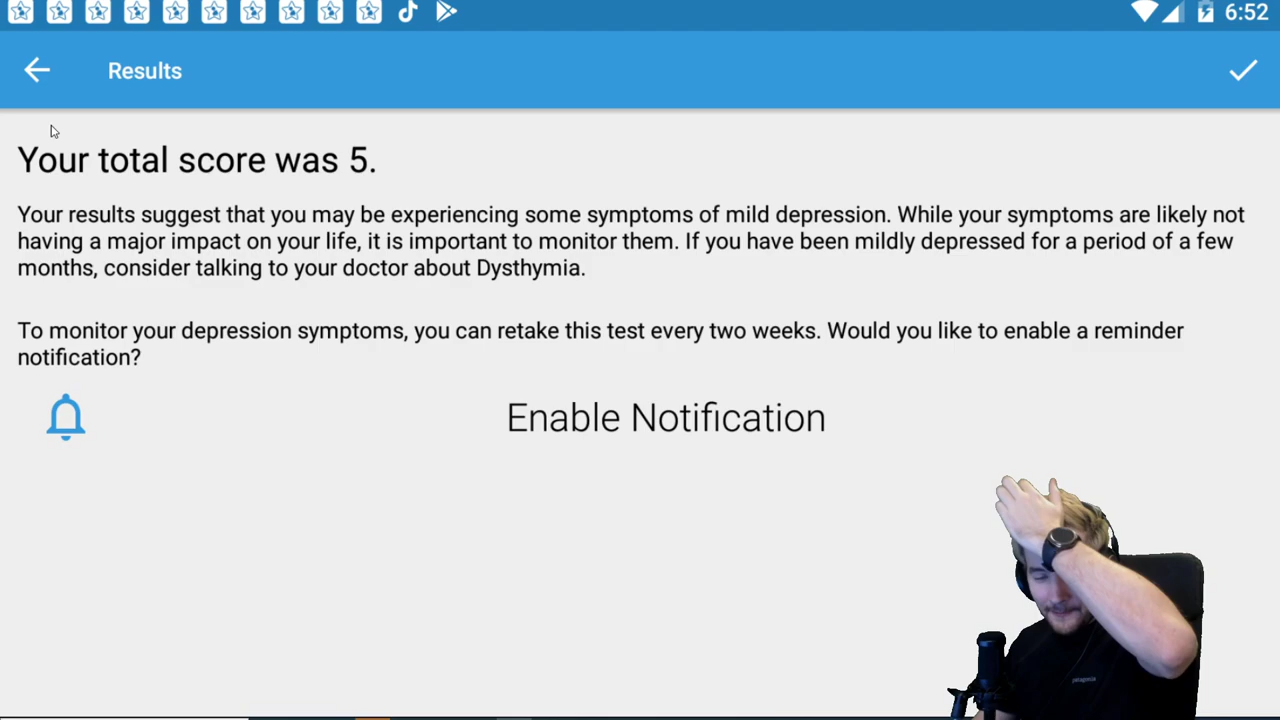 6:52
Results
Your total score was 5.
Your results suggest that you may be experiencing some symptoms of mild depression. While your symptoms are likely not
having a major impact on your life, it is important to monitor them. If you have been mildly depressed for a period of a few
months, consider talking to your doctor about Dysthymia.
To monitor your depression symptoms, you can retake this test every two weeks. Would you like to enable a reminder
notification?
Enable Notification
patagonia